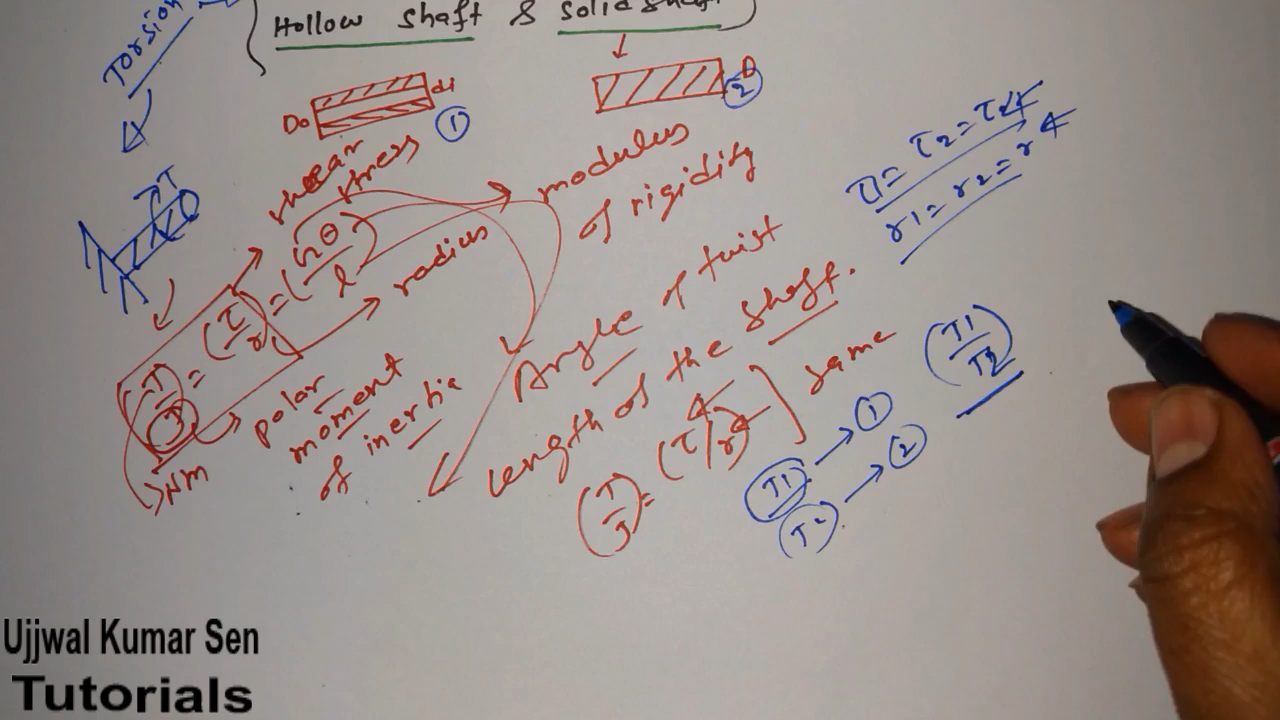 Hollow shaft & solid shaft
Torsion
Do
di
1
D
2
shear
stress
modulus
of rigidity
τ1 = τ2 = τ
r1 = r2 = r
T
(T/J) = (τ/r) = (Gθ/l)
radius
Angle of twist
length of the shaft.
polar
moment
of inertia
NM
(T/J) = (τ/r) same
T1 → 1
T2 → 2
(T1/T2)
Ujjwal Kumar Sen
Tutorials